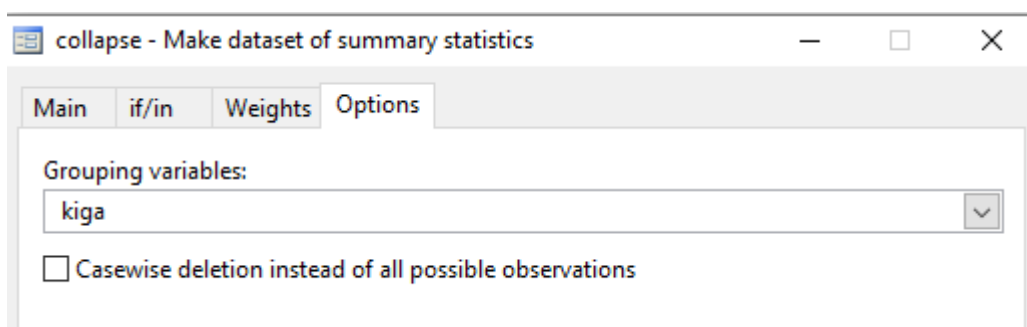 collapse - Make dataset of summary statistics
Main if/in Weights Options
Grouping variables:
kiga
Casewise deletion instead of all possible observations